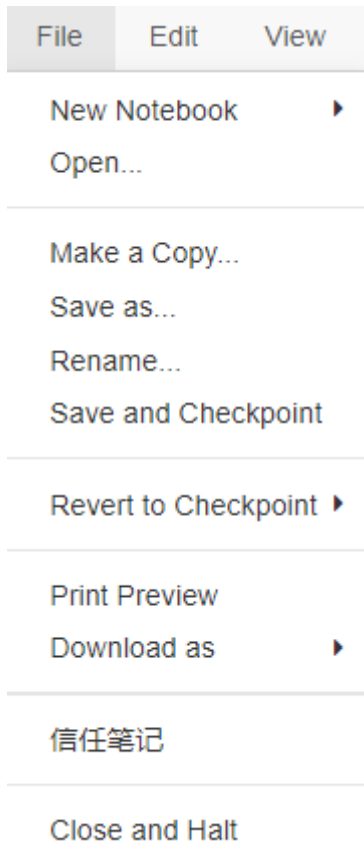 File Edit View
New Notebook
Open...
Make a Copy...
Save as...
Rename...
Save and Checkpoint
Revert to Checkpoint
Print Preview
Download as
信任笔记
Close and Halt